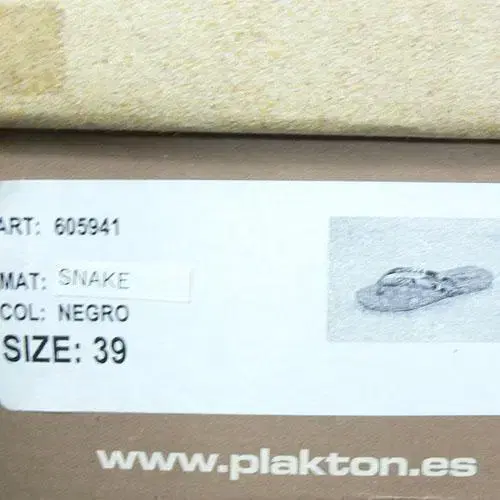 ART: 605941
MAT: SNAKE
COL: NEGRO
SIZE: 39
www.plakton.es